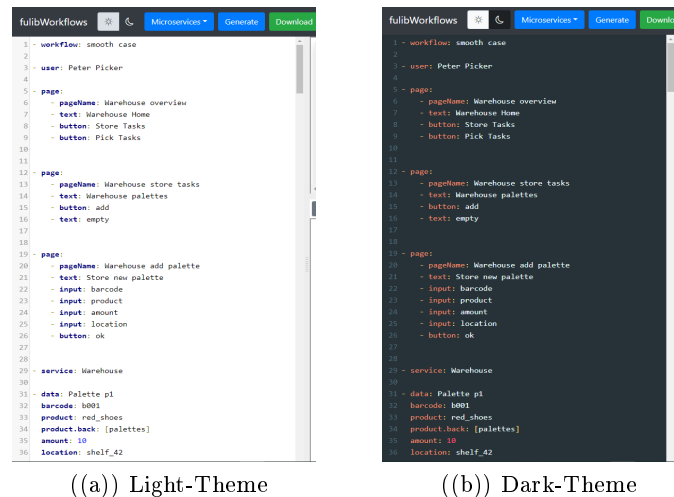 fulibWorkflows Microservices Generate Download
1 - workflow: smooth case
2
3 - user: Peter Picker
4
5 - page:
6 - pageName: Warehouse overview
7 - text: Warehouse Home
8 - button: Store Tasks
9 - button: Pick Tasks
10
11
12 - page:
13 - pageName: Warehouse store tasks
14 - text: Warehouse palettes
15 - button: add
16 - text: empty
17
18
19 - page:
20 - pageName: Warehouse add palette
21 - text: Store new palette
22 - input: barcode
23 - input: product
24 - input: amount
25 - input: location
26 - button: ok
27
28
29 - service: Warehouse
30
31 - data: Palette p1
32 barcode: b001
33 product: red_shoes
34 product.back: [palettes]
35 amount: 10
36 location: shelf_42
((a)) Light-Theme
fulibWorkflows Microservices Generate Downlo
1 - workflow: smooth case
2
3 - user: Peter Picker
4
5 - page:
6 - pageName: Warehouse overview
7 - text: Warehouse Home
8 - button: Store Tasks
9 - button: Pick Tasks
10
11
12 - page:
13 - pageName: Warehouse store tasks
14 - text: Warehouse palettes
15 - button: add
16 - text: empty
17
18
19 - page:
20 - pageName: Warehouse add palette
21 - text: Store new palette
22 - input: barcode
23 - input: product
24 - input: amount
25 - input: location
26 - button: ok
27
28
29 - service: Warehouse
30
31 - data: Palette p1
32 barcode: b001
33 product: red_shoes
34 product.back: [palettes]
35 amount: 10
36 location: shelf_42
((b)) Dark-Theme